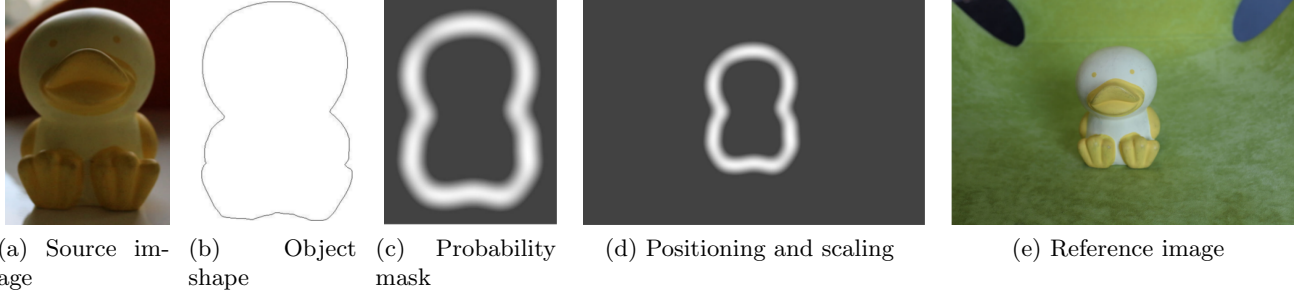 (a) Source im-
age
(b) Object
shape
(c) Probability
mask
(d) Positioning and scaling
(e) Reference image